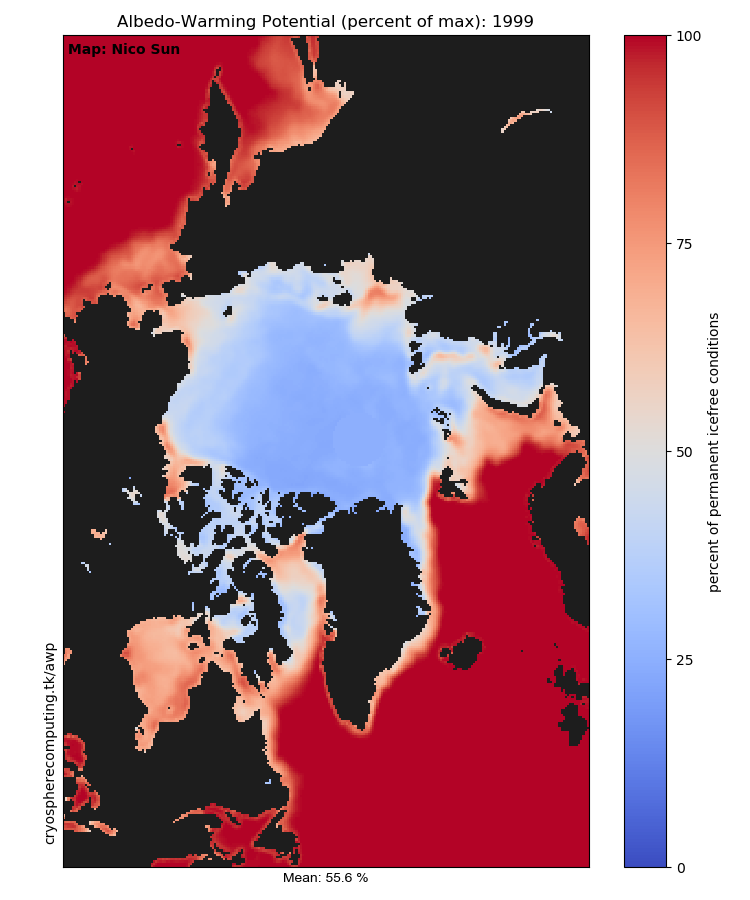 Albedo-Warming Potential (percent of max): 1999
Map: Nico Sun
100
75
50
25
0
percent of permanent icefree conditions
cryospherecomputing.tk/awp
Mean: 55.6 %